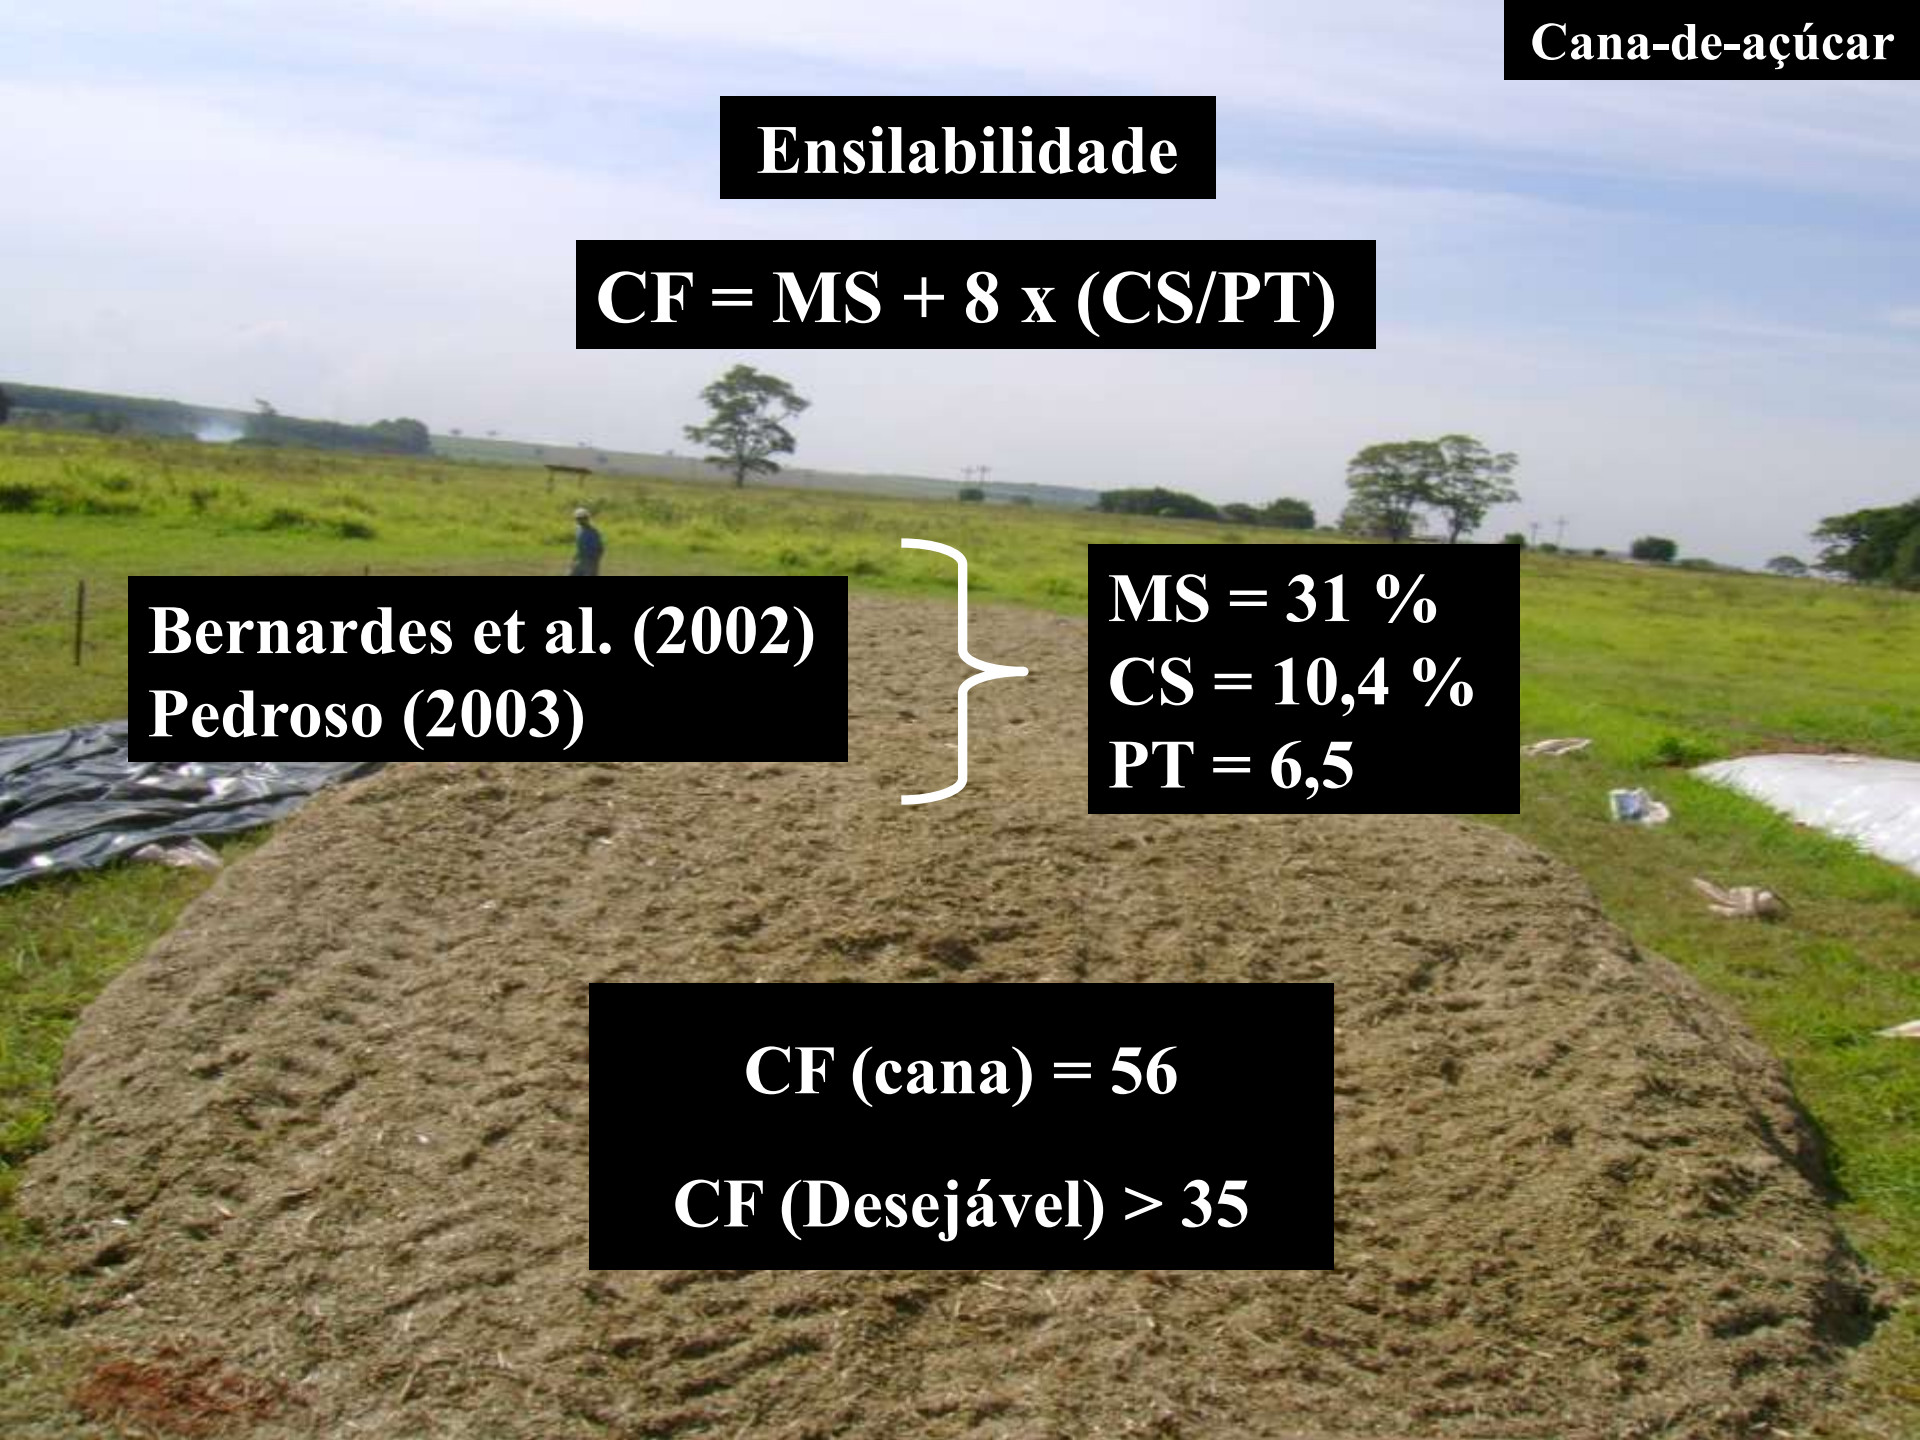 Cana-de-açúcar
Ensilabilidade
CF = MS + 8 x (CS/PT)
Bernardes et al. (2002)
Pedroso (2003)
MS = 31 %
CS = 10,4 %
PT = 6,5
CF (cana) = 56
CF (Desejável) > 35